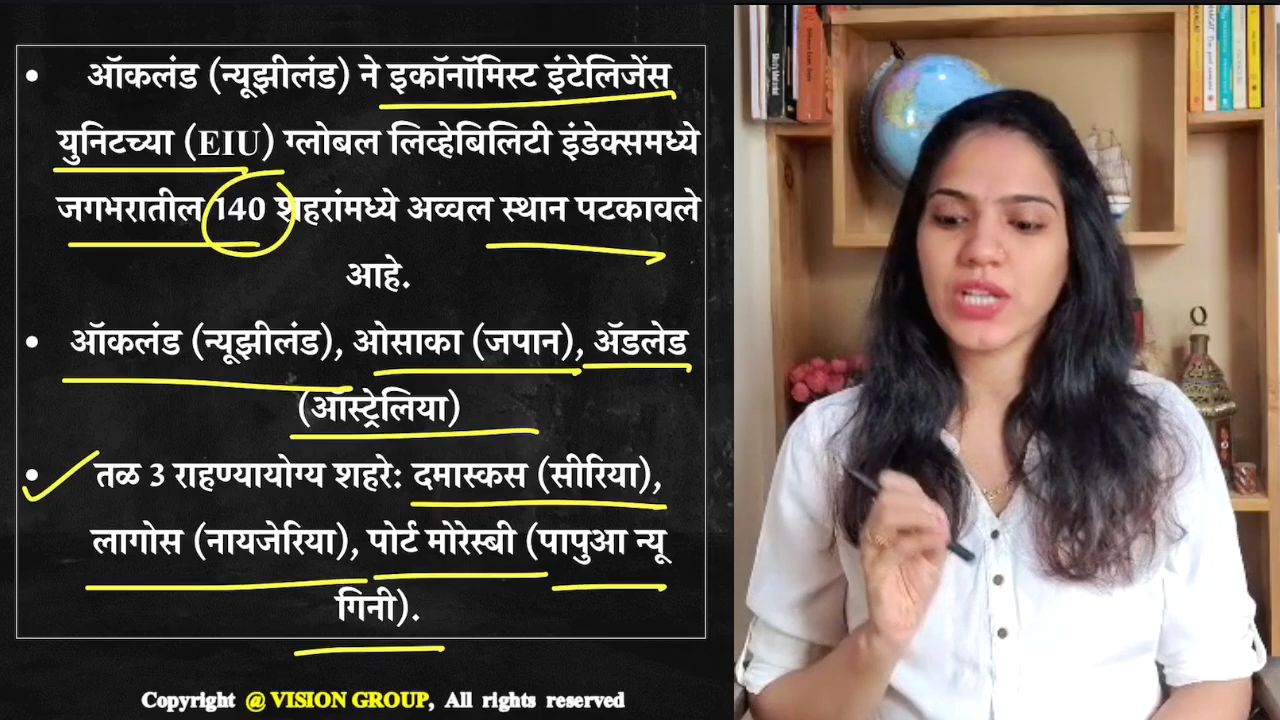 • ऑकलंड (न्यूझीलंड) ने इकॉनॉमिस्ट इंटेलिजेंस
युनिटच्या (EIU) ग्लोबल लिव्हेबिलिटी इंडेक्समध्ये
जगभरातील 140 शहरांमध्ये अव्वल स्थान पटकावले
आहे.
• ऑकलंड (न्यूझीलंड), ओसाका (जपान), ॲडलेड
(ऑस्ट्रेलिया)
• तळ 3 राहण्यायोग्य शहरे: दमास्कस (सीरिया),
लागोस (नायजेरिया), पोर्ट मोरेस्बी (पापुआ न्यू
गिनी).
Copyright @ VISION GROUP, All rights reserved